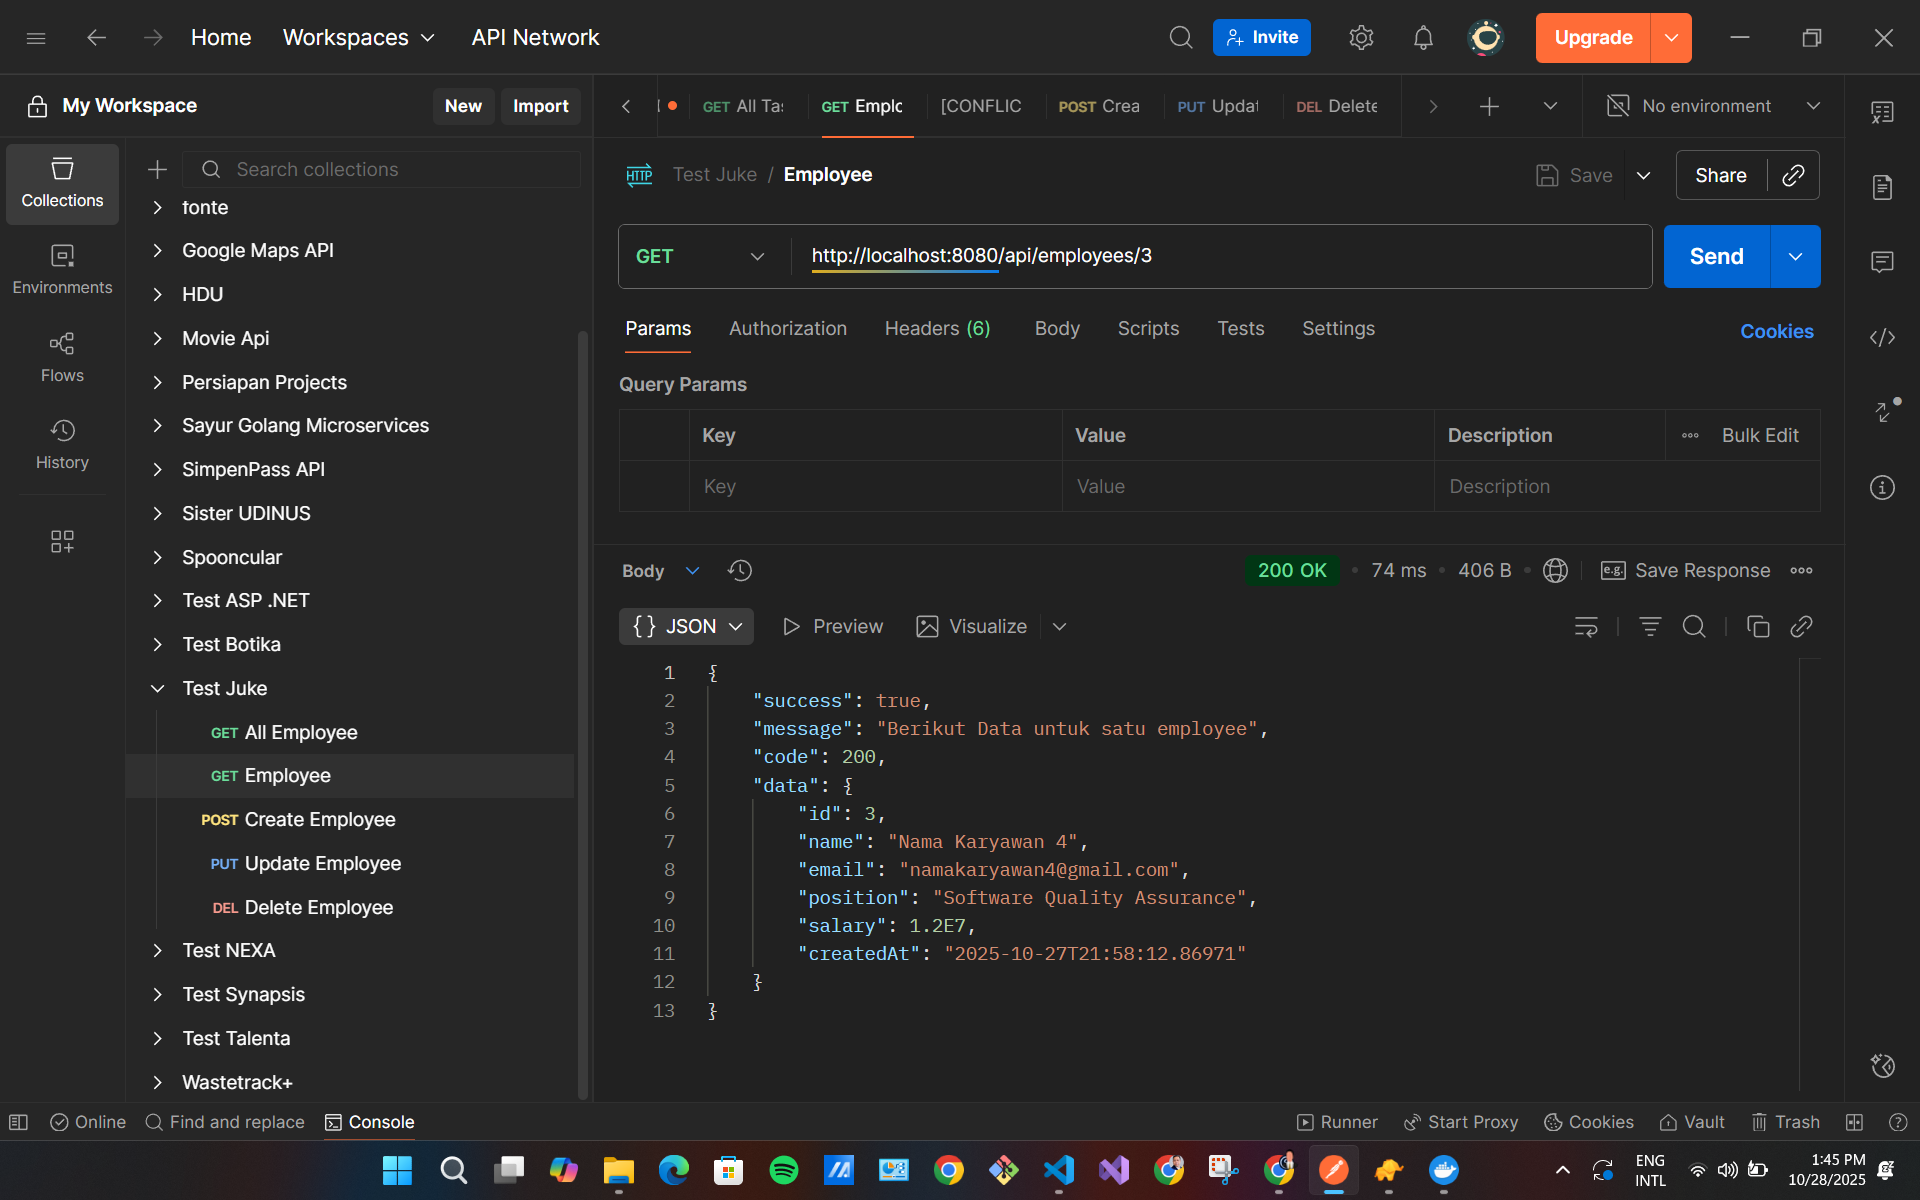 Home Workspaces API Network Invite Upgrade
My Workspace New Import
GET All Ta GET Emplo [CONFLIC POST Crea PUT Updat DEL Delete No environment
Collections
Environments
Flows
History
Search collections
fonte
Google Maps API
HDU
Movie Api
Persiapan Projects
Sayur Golang Microservices
SimpenPass API
Sister UDINUS
Spooncular
Test ASP .NET
Test Botika
Test Juke
GET All Employee
GET Employee
POST Create Employee
PUT Update Employee
DEL Delete Employee
Test NEXA
Test Synapsis
Test Talenta
Wastetrack+
HTTP Test Juke / Employee Save Share
GET http://localhost:8080/api/employees/3 Send
Params Authorization Headers (6) Body Scripts Tests Settings Cookies
Query Params
Key Value Description Bulk Edit
Key Value Description
Body 200 OK 74 ms 406 B e.g. Save Response
{} JSON Preview Visualize
1 {
2 "success": true,
3 "message": "Berikut Data untuk satu employee",
4 "code": 200,
5 "data": {
6 "id": 3,
7 "name": "Nama Karyawan 4",
8 "email": "namakaryawan4@gmail.com",
9 "position": "Software Quality Assurance",
10 "salary": 1.2E7,
11 "createdAt": "2025-10-27T21:58:12.86971"
12 }
13 }
Online Find and replace Console Runner Start Proxy Cookies Vault Trash
ENG
INTL
1:45 PM
10/28/2025